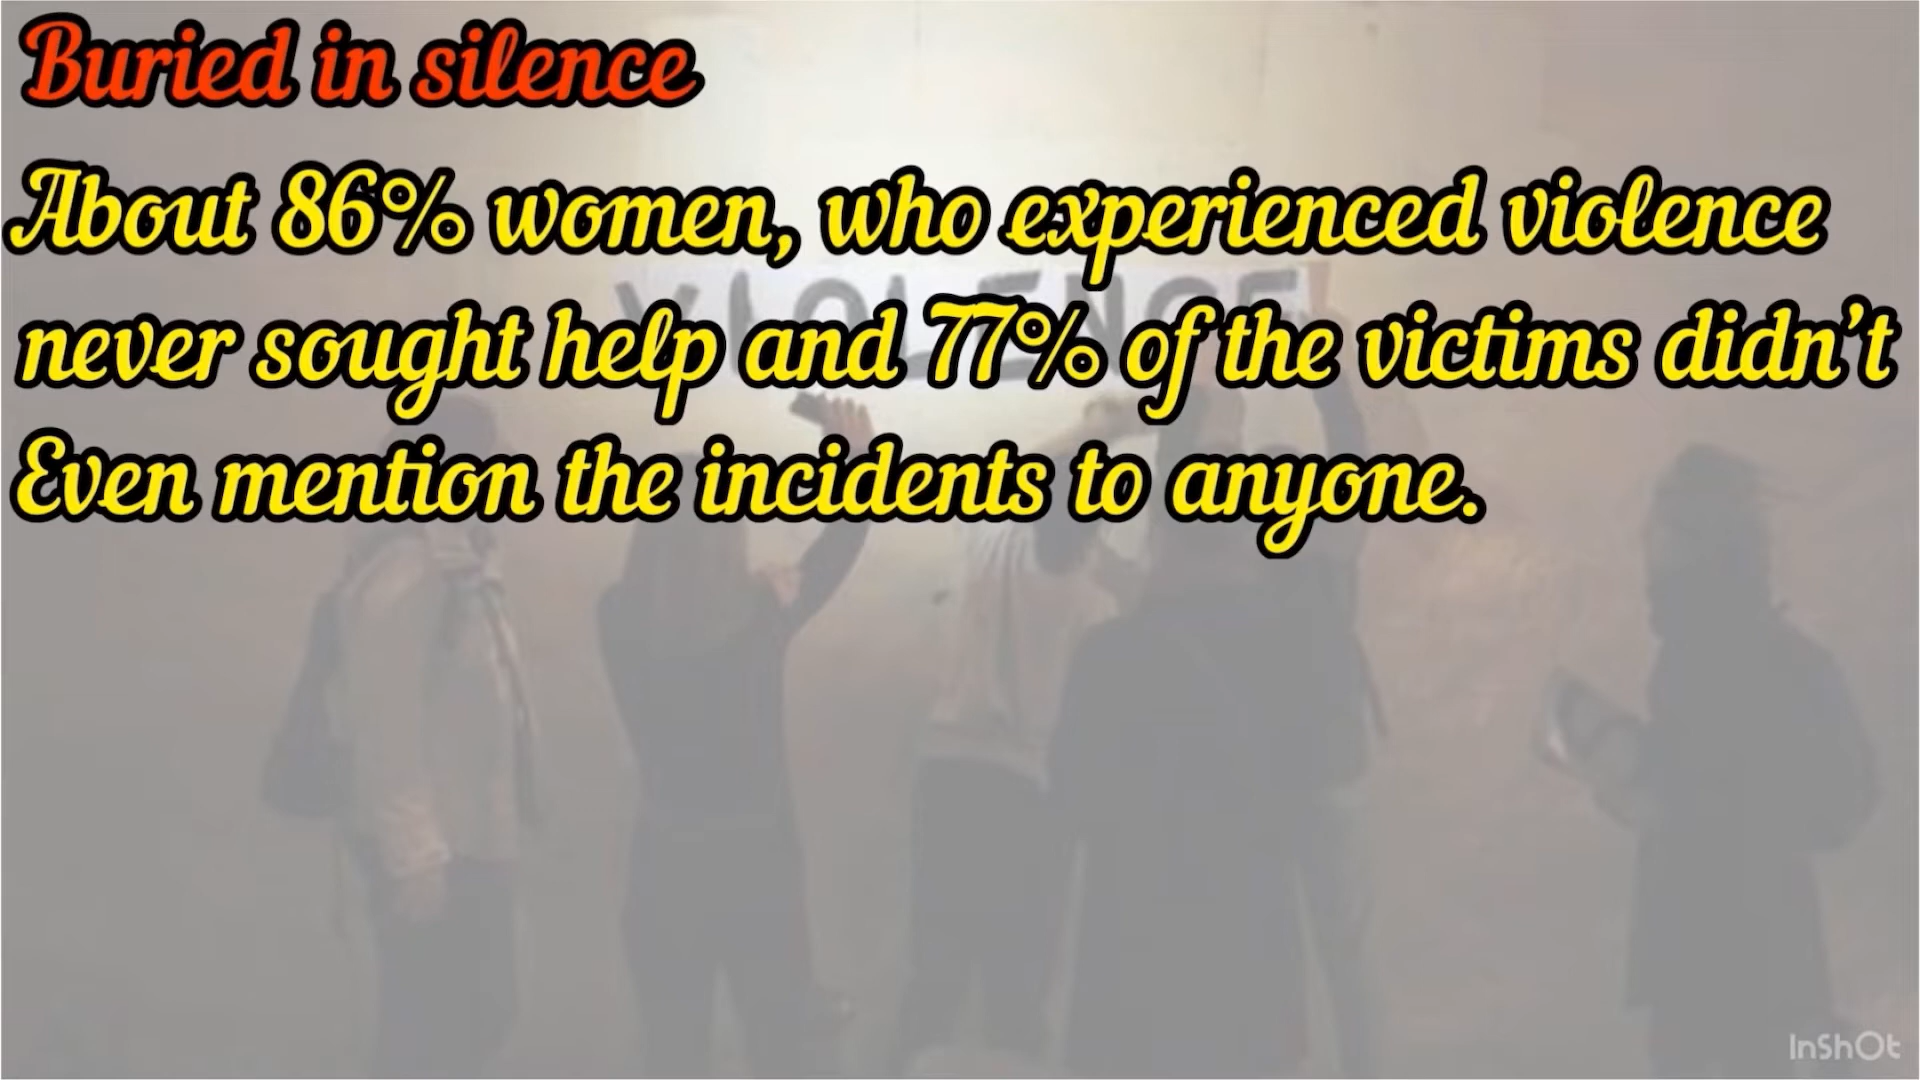 Buried in silence
About 86% women, who experienced violence
VIOLENCE
never sought help and 77% of the victims didn't
Even mention the incidents to anyone.
InShOt